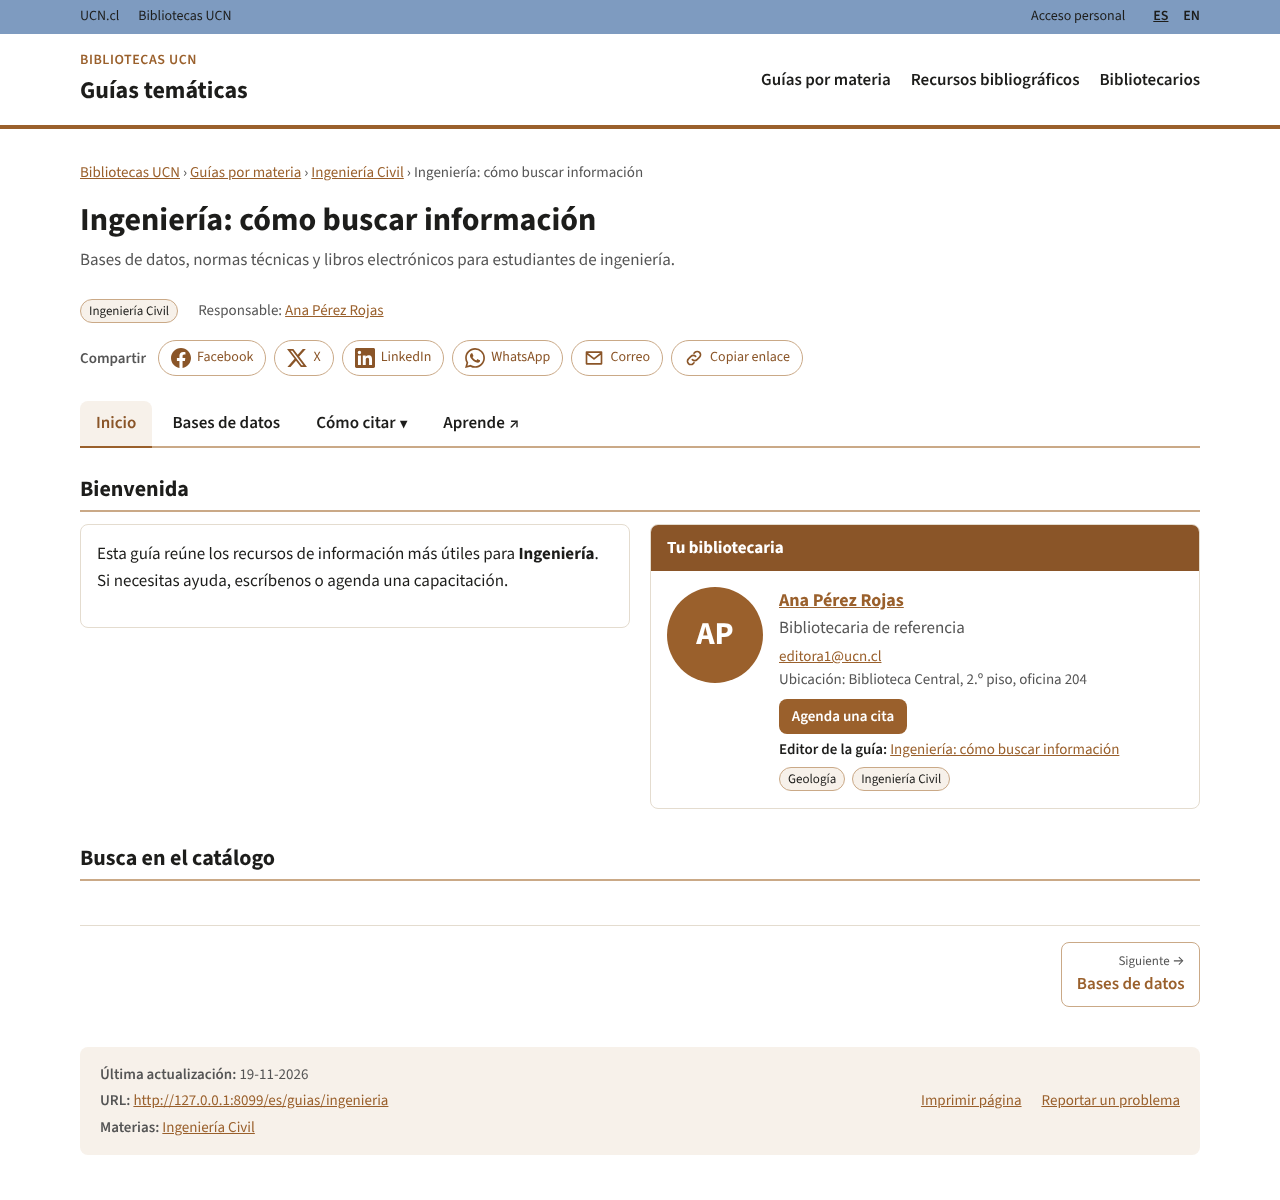 UCN.cl Bibliotecas UCN Acceso personal ES EN
BIBLIOTECAS UCN
Guías temáticas
Guías por materia Recursos bibliográficos Bibliotecarios
Bibliotecas UCN › Guías por materia › Ingeniería Civil › Ingeniería: cómo buscar información
Ingeniería: cómo buscar información
Bases de datos, normas técnicas y libros electrónicos para estudiantes de ingeniería.
Ingeniería Civil Responsable: Ana Pérez Rojas
Compartir Facebook X LinkedIn WhatsApp Correo Copiar enlace
Inicio Bases de datos Cómo citar ▾ Aprende ↗
Bienvenida
Esta guía reúne los recursos de información más útiles para Ingeniería.
Si necesitas ayuda, escríbenos o agenda una capacitación.
Tu bibliotecaria
AP
Ana Pérez Rojas
Bibliotecaria de referencia
editora1@ucn.cl
Ubicación: Biblioteca Central, 2.º piso, oficina 204
Agenda una cita
Editor de la guía: Ingeniería: cómo buscar información
Geología Ingeniería Civil
Busca en el catálogo
Siguiente →
Bases de datos
Última actualización: 19-11-2026
URL: http://127.0.0.1:8099/es/guias/ingenieria
Materias: Ingeniería Civil
Imprimir página Reportar un problema